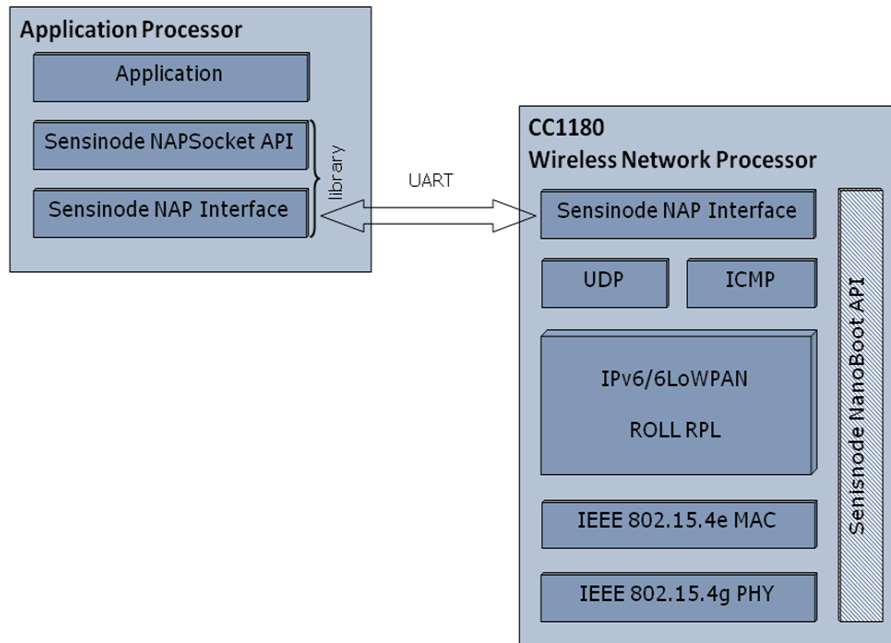 Application Processor
Application
Sensinode NAPSocket API
Sensinode NAP Interface
library
UART
CC1180
Wireless Network Processor
Sensinode NAP Interface
UDP
ICMP
IPv6/6LoWPAN
ROLL RPL
IEEE 802.15.4e MAC
IEEE 802.15.4g PHY
Senisnode NanoBoot API